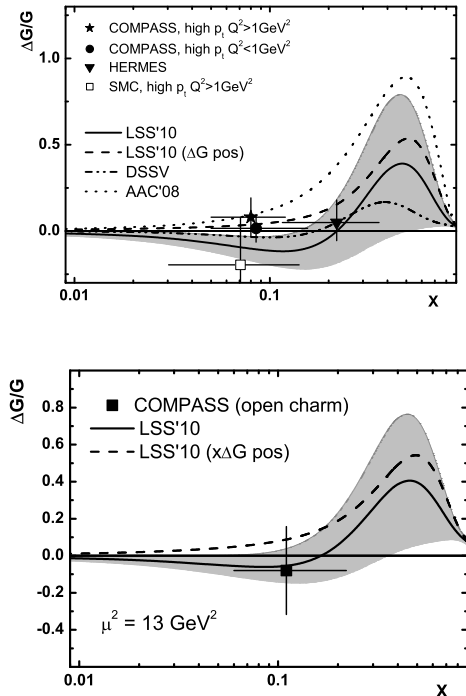 ΔG/G
COMPASS, high pt Q²>1GeV²
COMPASS, high pt Q²<1GeV²
HERMES
SMC, high pt Q²>1GeV²
LSS'10
LSS'10 (ΔG pos)
DSSV
AAC'08
1.0
0.5
0.0
0.01
0.1
X
ΔG/G
COMPASS (open charm)
LSS'10
LSS'10 (xΔG pos)
0.8
0.6
0.4
0.2
0.0
-0.2
-0.4
μ² = 13 GeV²
0.01
0.1
X